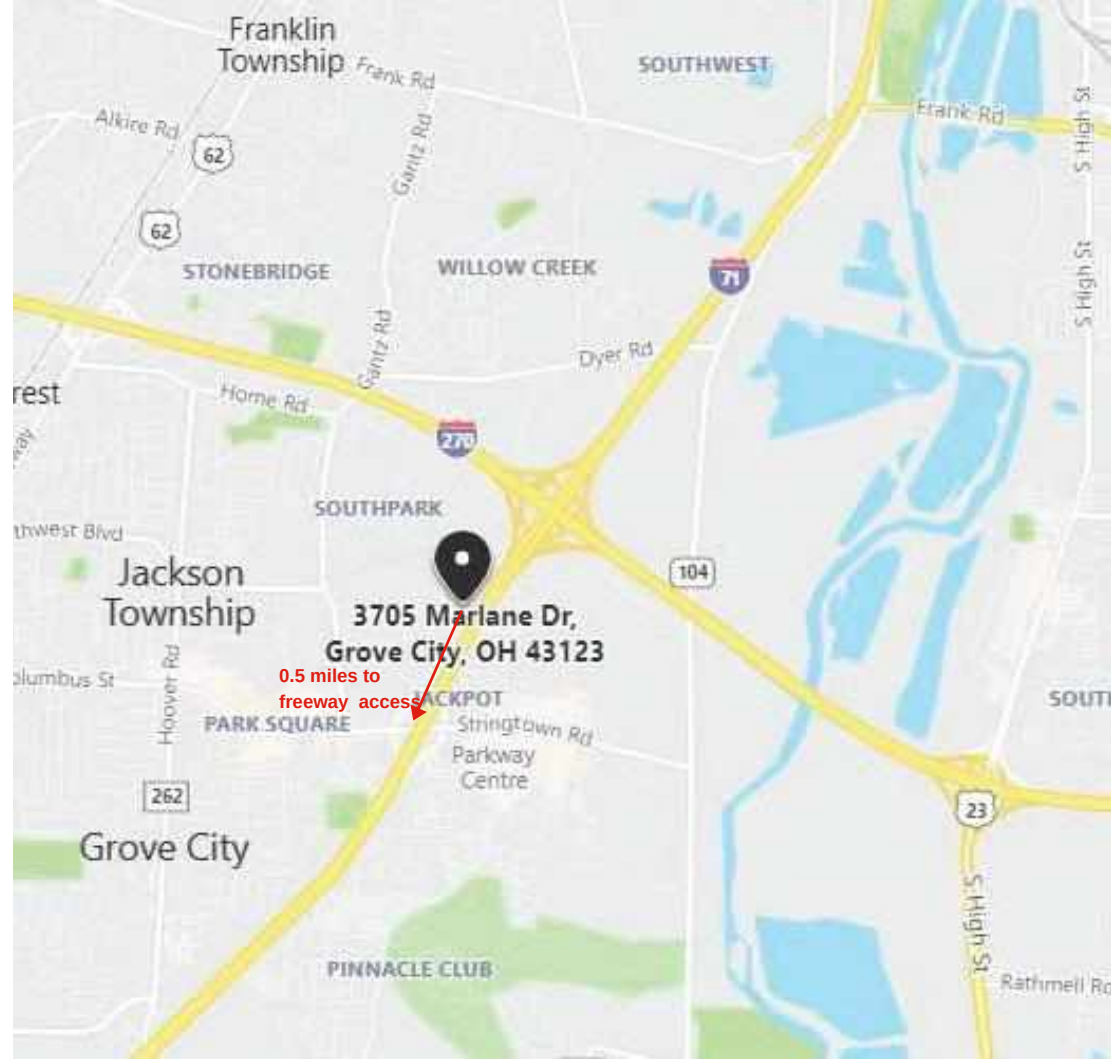 Franklin
Township
Frank Rd
SOUTHWEST
Alkire Rd
62
Gantz Rd
Frank Rd
S High St
62
STONEBRIDGE
WILLOW CREEK
71
S High St
Gantz Rd
Dyer Rd
rest
Home Rd
way
270
SOUTHPARK
thwest Blvd
Jackson
Township
104
3705 Marlane Dr,
Grove City, OH 43123
0.5 miles to
freeway access
olumbus St
Hoover Rd
JACKPOT
SOUT
PARK SQUARE
Stringtown Rd
Parkway
Centre
262
23
Grove City
S High St
PINNACLE CLUB
Rathmell Rd